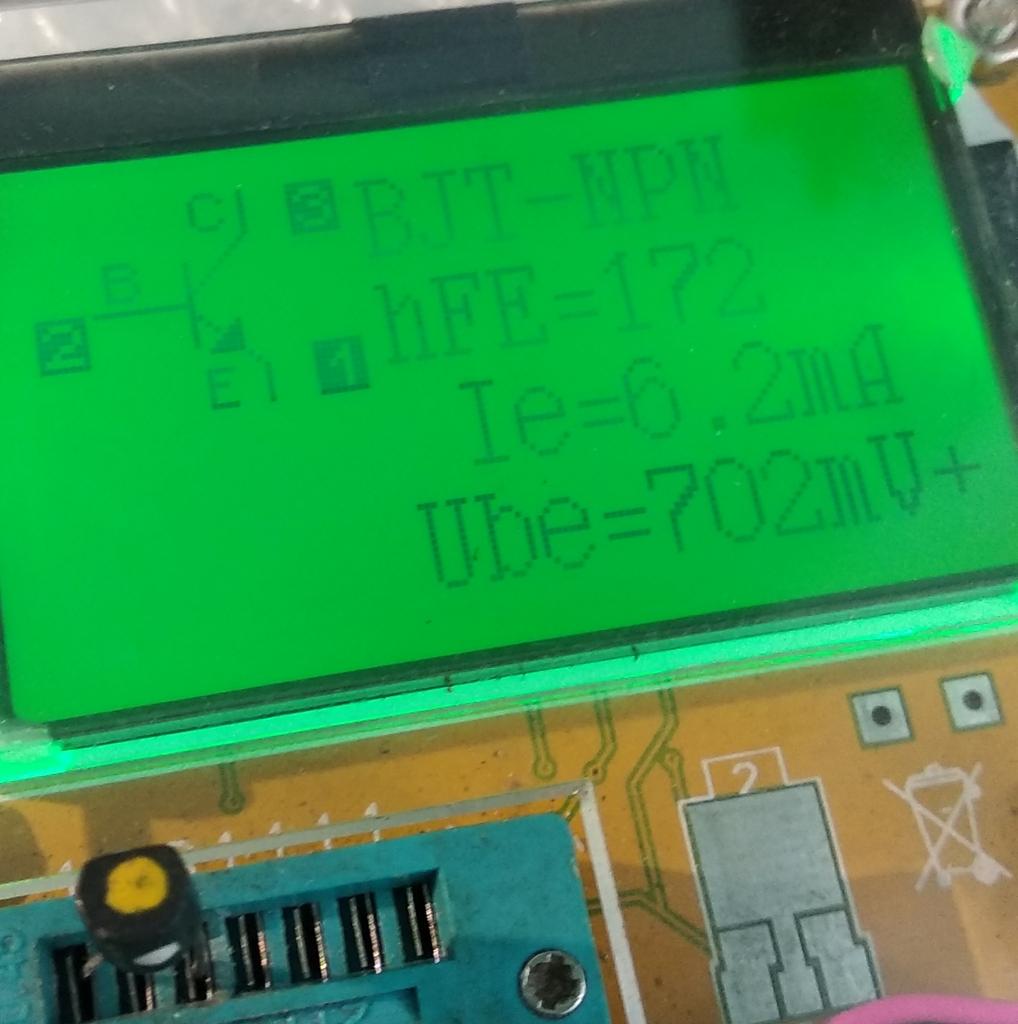 C 3 BJT-NPN
B
2
hFE=172
E 1
Ie=6.2mA
Ube=702mV+
2